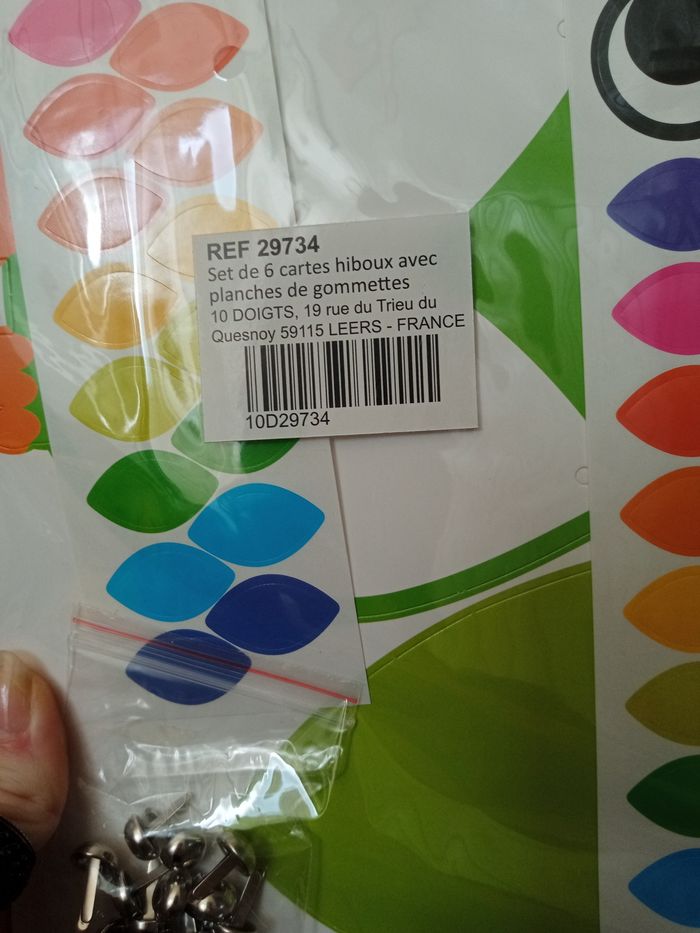 REF 29734
Set de 6 cartes hiboux avec
planches de gommettes
10 DOIGTS, 19 rue du Trieu du
Quesnoy 59115 LEERS - FRANCE
10D29734